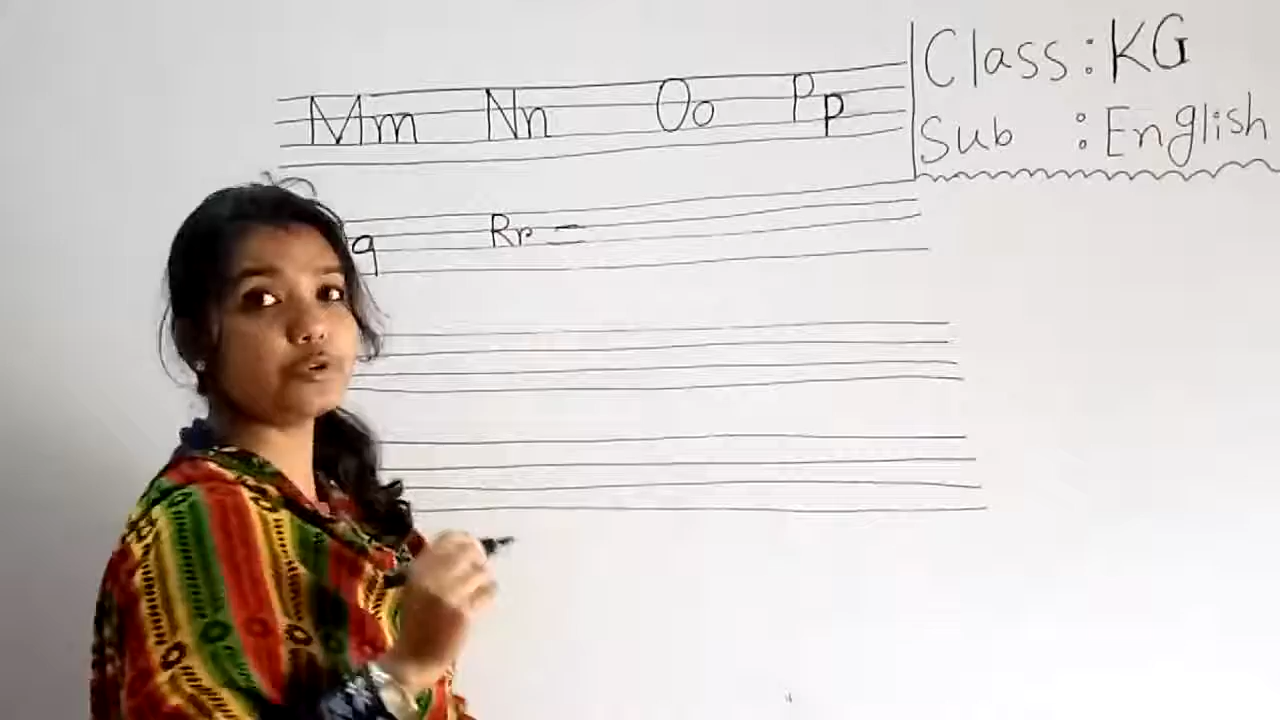 Class : KG
Sub : English
Mm Nn Oo Pp
q Rr =